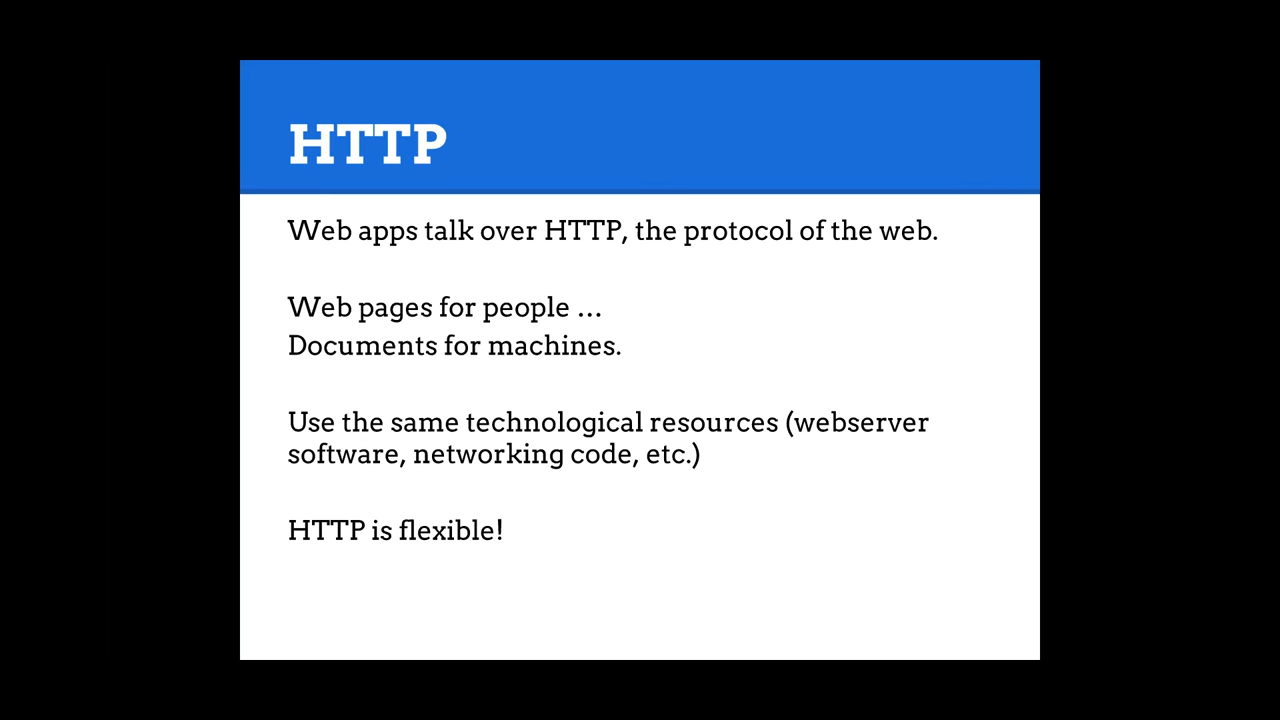 HTTP
Web apps talk over HTTP, the protocol of the web.
Web pages for people ...
Documents for machines.
Use the same technological resources (webserver
software, networking code, etc.)
HTTP is flexible!